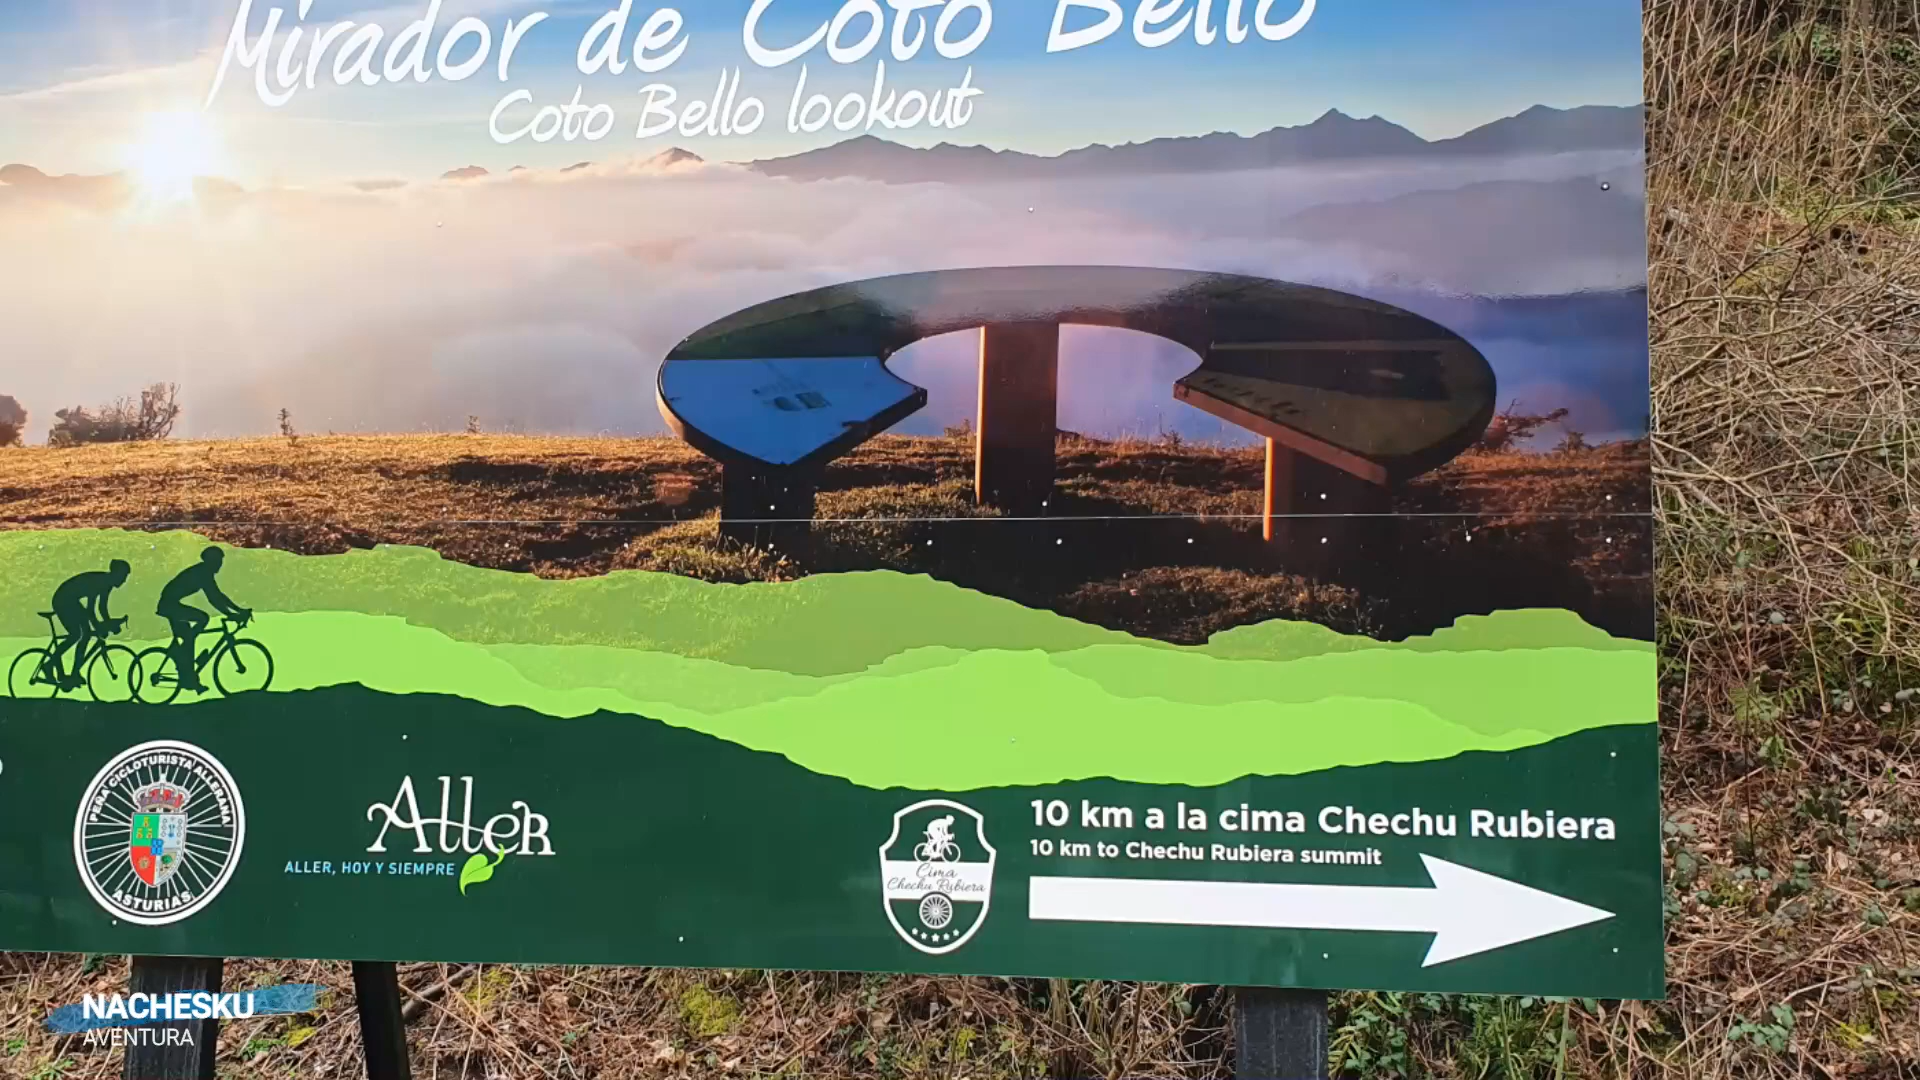 Mirador de Coto Bello
Coto Bello lookout
PEÑA CICLOTURISTA ALLERANA
ASTURIAS
Aller
ALLER, HOY Y SIEMPRE
Cima
Chechu Rubiera
10 km a la cima Chechu Rubiera
10 km to Chechu Rubiera summit
NACHESKU
AVENTURA